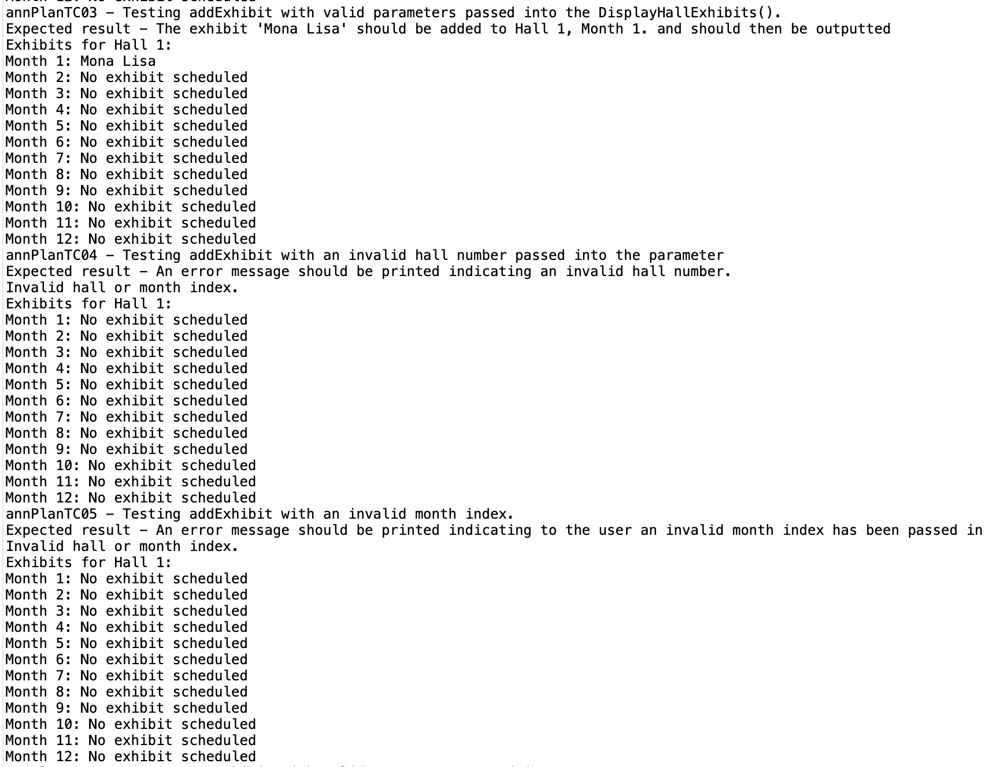 Month 12: No exhibit scheduled
annPlanTC03 – Testing addExhibit with valid parameters passed into the DisplayHallExhibits().
Expected result – The exhibit 'Mona Lisa' should be added to Hall 1, Month 1. and should then be outputted
Exhibits for Hall 1:
Month 1: Mona Lisa
Month 2: No exhibit scheduled
Month 3: No exhibit scheduled
Month 4: No exhibit scheduled
Month 5: No exhibit scheduled
Month 6: No exhibit scheduled
Month 7: No exhibit scheduled
Month 8: No exhibit scheduled
Month 9: No exhibit scheduled
Month 10: No exhibit scheduled
Month 11: No exhibit scheduled
Month 12: No exhibit scheduled
annPlanTC04 – Testing addExhibit with an invalid hall number passed into the parameter
Expected result – An error message should be printed indicating an invalid hall number.
Invalid hall or month index.
Exhibits for Hall 1:
Month 1: No exhibit scheduled
Month 2: No exhibit scheduled
Month 3: No exhibit scheduled
Month 4: No exhibit scheduled
Month 5: No exhibit scheduled
Month 6: No exhibit scheduled
Month 7: No exhibit scheduled
Month 8: No exhibit scheduled
Month 9: No exhibit scheduled
Month 10: No exhibit scheduled
Month 11: No exhibit scheduled
Month 12: No exhibit scheduled
annPlanTC05 – Testing addExhibit with an invalid month index.
Expected result – An error message should be printed indicating to the user an invalid month index has been passed in
Invalid hall or month index.
Exhibits for Hall 1:
Month 1: No exhibit scheduled
Month 2: No exhibit scheduled
Month 3: No exhibit scheduled
Month 4: No exhibit scheduled
Month 5: No exhibit scheduled
Month 6: No exhibit scheduled
Month 7: No exhibit scheduled
Month 8: No exhibit scheduled
Month 9: No exhibit scheduled
Month 10: No exhibit scheduled
Month 11: No exhibit scheduled
Month 12: No exhibit scheduled